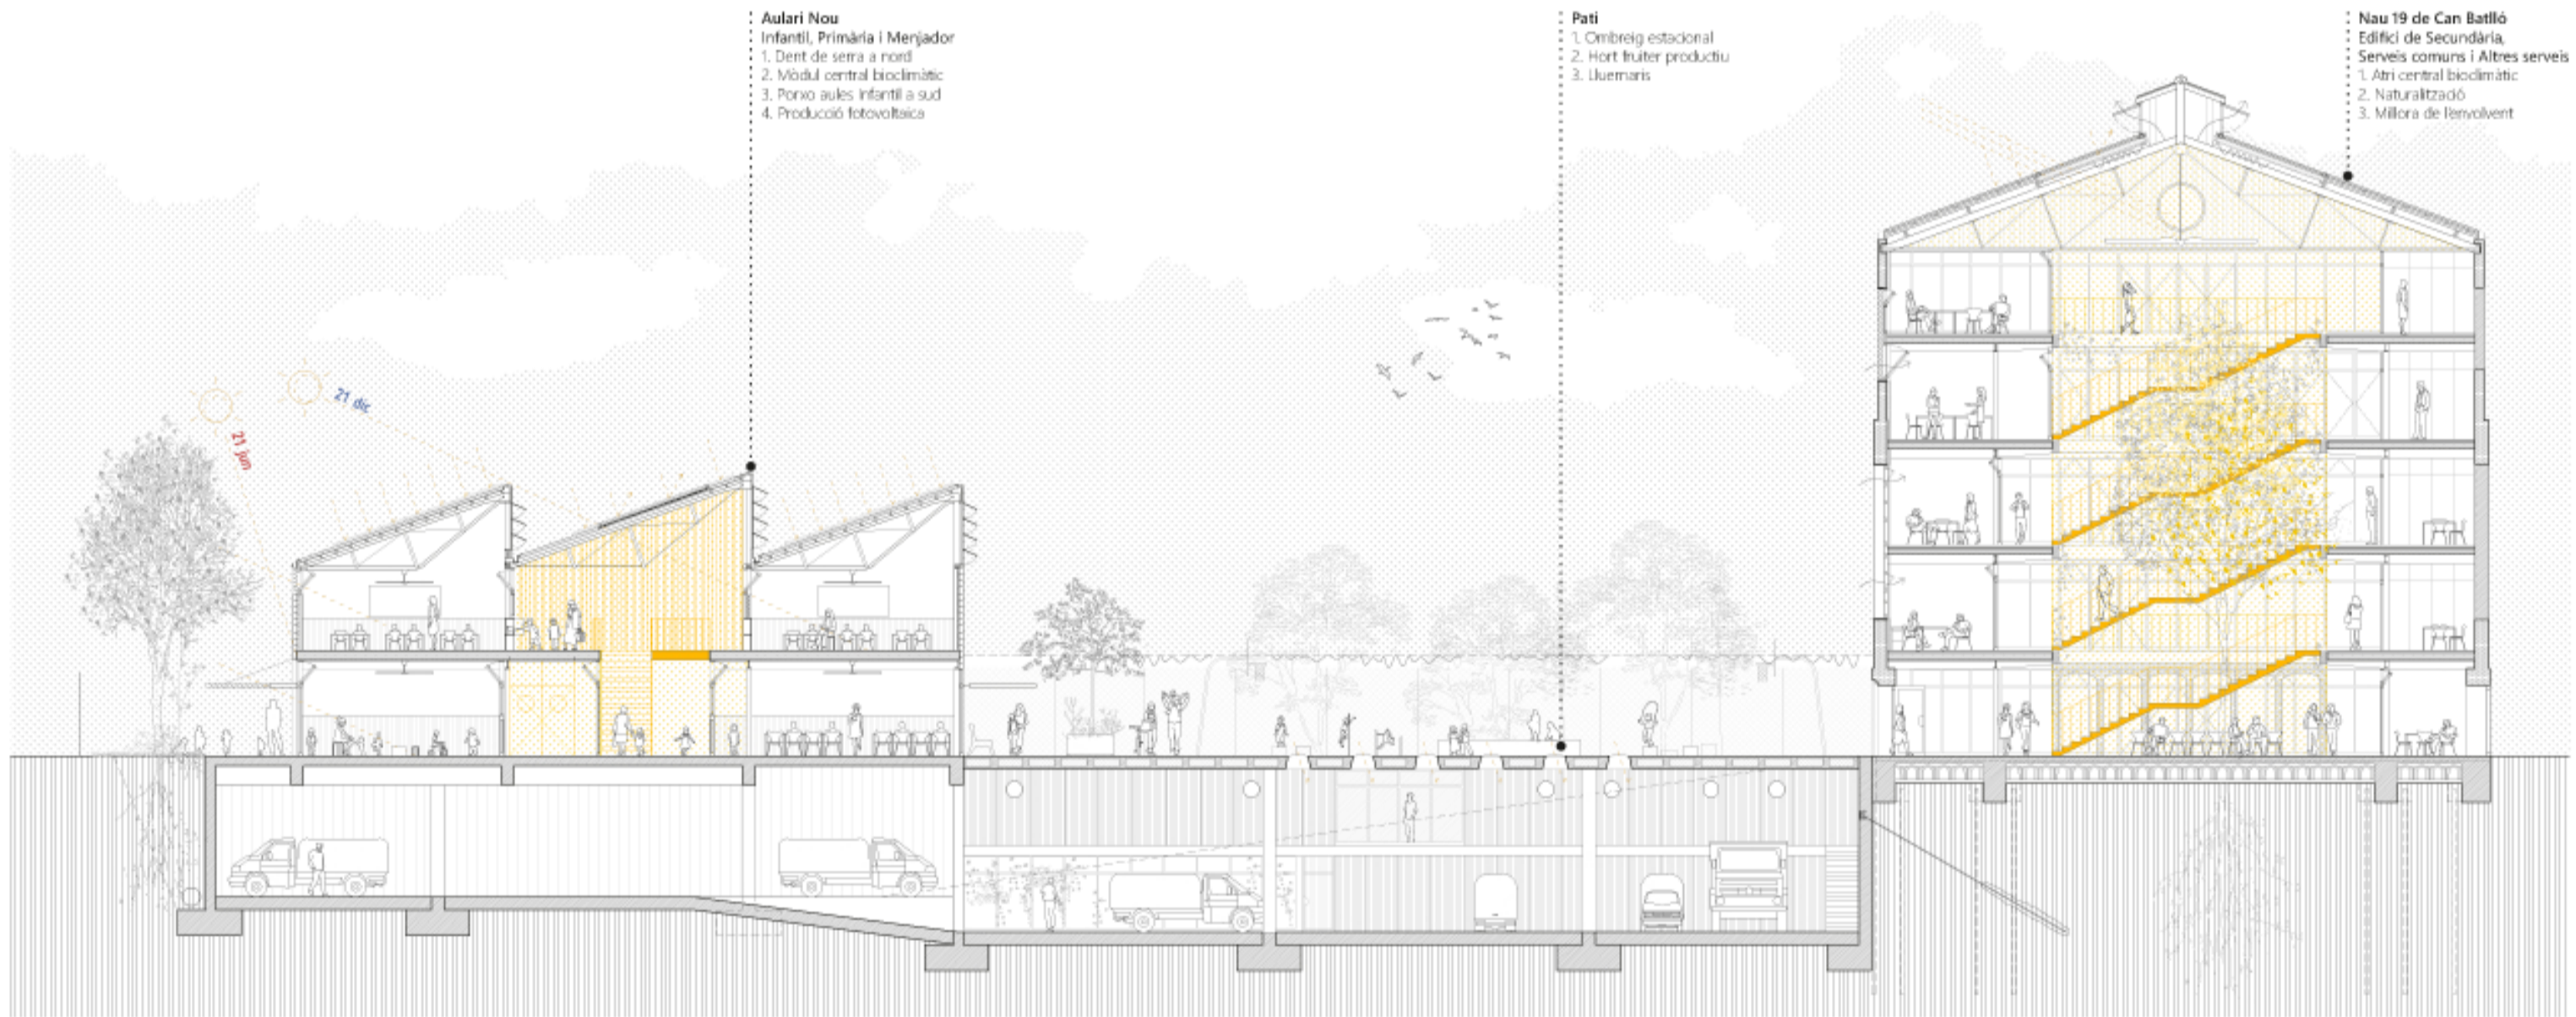 Aulari Nou
Infantil, Primària i Menjador
1. Dent de serra a nord
2. Mòdul central bioclimàtic
3. Porxo aules Infantil a sud
4. Producció fotovoltaica
Pati
1. Ombreig estacional
2. Hort fruiter productiu
3. Lluernaris
Nau 19 de Can Batlló
Edifici de Secundària,
Serveis comuns i Altres serveis
1. Atri central bioclimàtic
2. Naturalització
3. Millora de l'envolvent
21 dic
21 jun